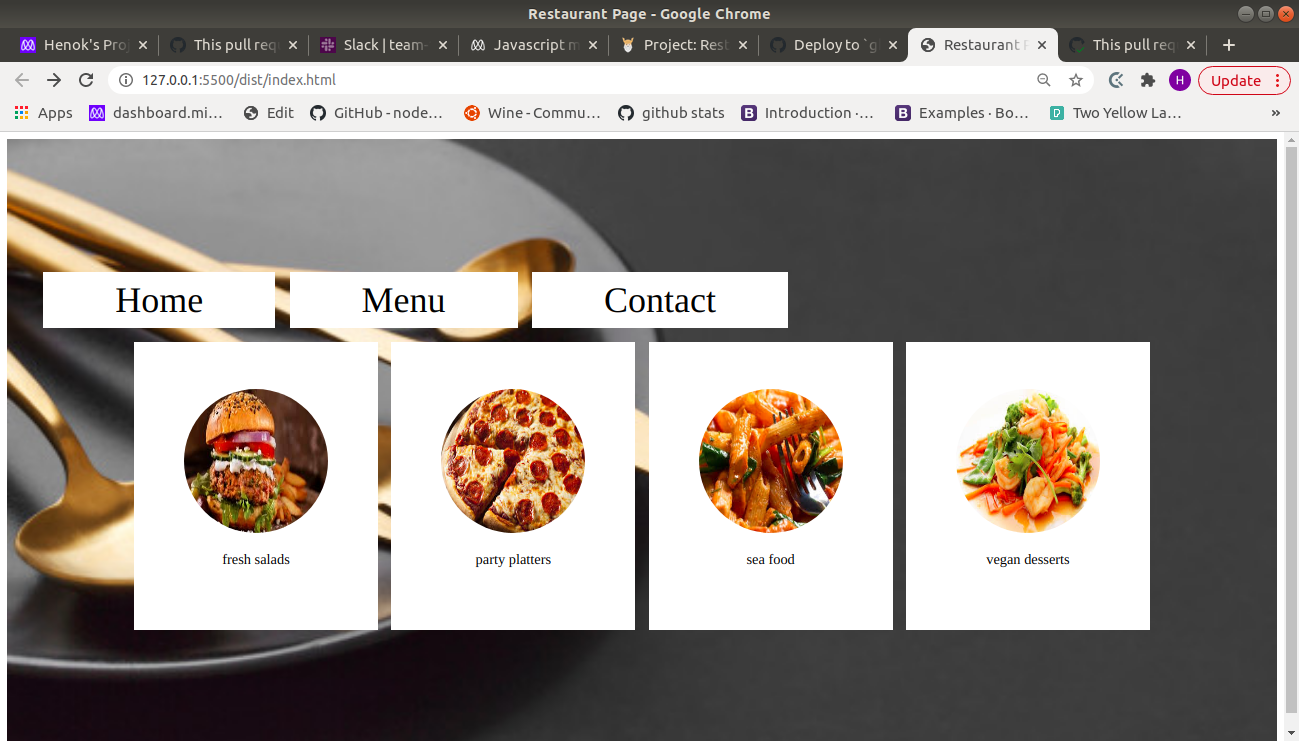 Restaurant Page - Google Chrome
Henok's Pro
This pull req
Slack | team-
Javascript m
Project: Rest
Deploy to `g
Restaurant P
This pull req
127.0.0.1:5500/dist/index.html
H
Update
Apps
dashboard.mi…
Edit
GitHub - node…
Wine - Commu…
github stats
B
Introduction ·…
B
Examples · Bo…
Two Yellow La…
»
Home
Menu
Contact
fresh salads
party platters
sea food
vegan desserts